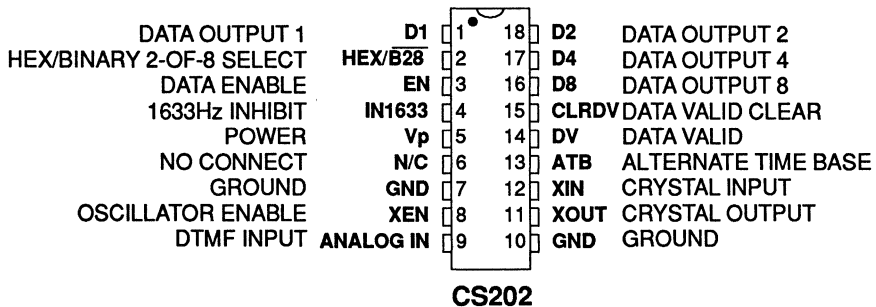 DATA OUTPUT 1 D1 1 18 D2 DATA OUTPUT 2
HEX/BINARY 2-OF-8 SELECT HEX/B28 2 17 D4 DATA OUTPUT 4
DATA ENABLE EN 3 16 D8 DATA OUTPUT 8
1633Hz INHIBIT IN1633 4 15 CLRDV DATA VALID CLEAR
POWER Vp 5 14 DV DATA VALID
NO CONNECT N/C 6 13 ATB ALTERNATE TIME BASE
GROUND GND 7 12 XIN CRYSTAL INPUT
OSCILLATOR ENABLE XEN 8 11 XOUT CRYSTAL OUTPUT
DTMF INPUT ANALOG IN 9 10 GND GROUND
CS202